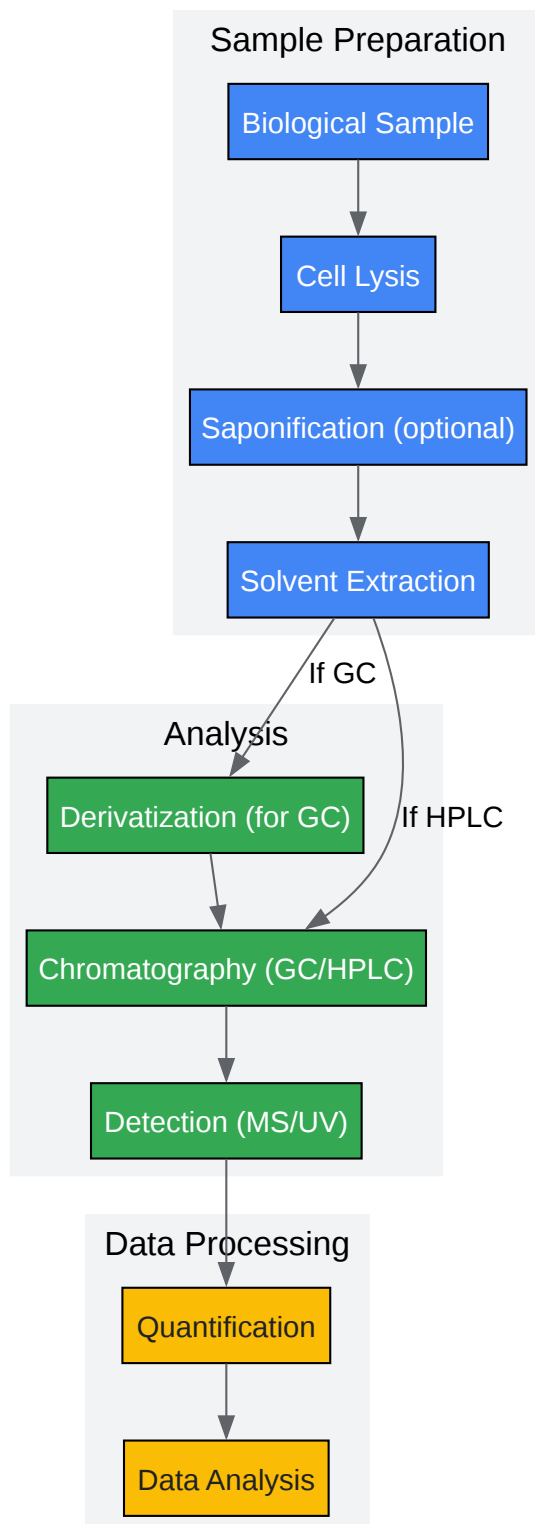 Sample Preparation
Biological Sample
Cell Lysis
Saponification (optional)
Solvent Extraction
If GC
Analysis
Derivatization (for GC)
If HPLC
Chromatography (GC/HPLC)
Detection (MS/UV)
Data Processing
Quantification
Data Analysis